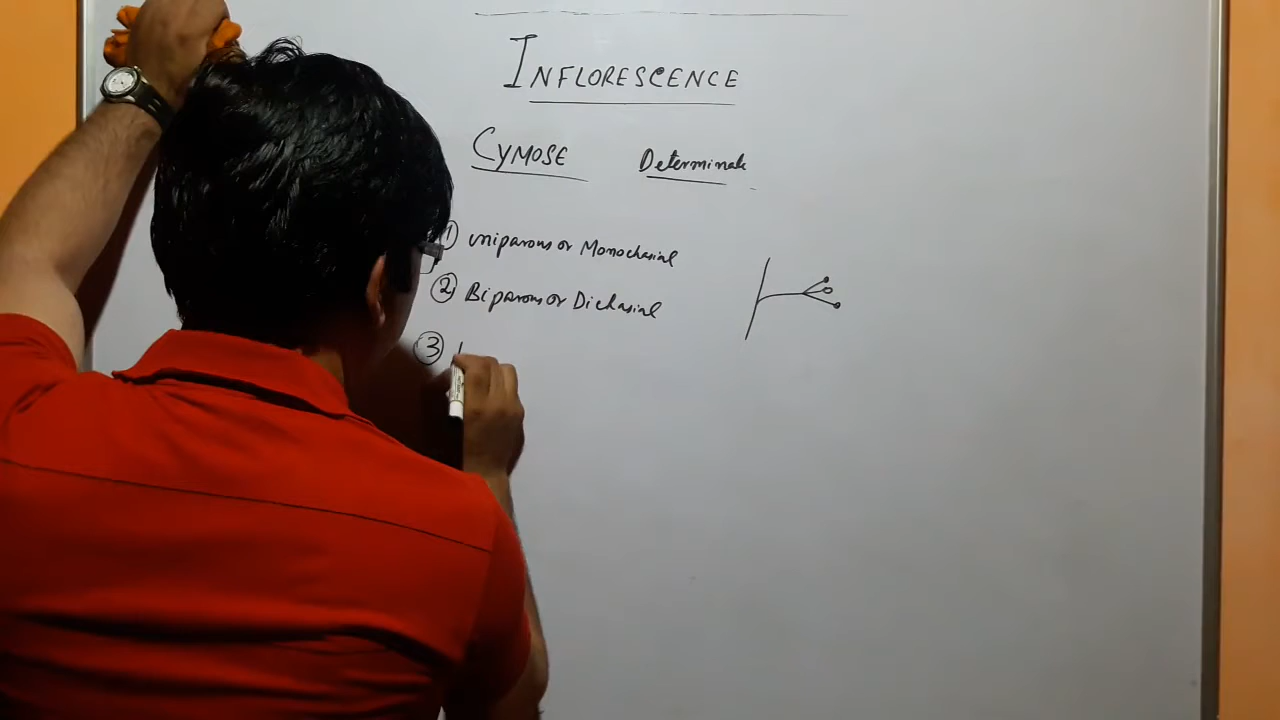 INFLORESCENCE
CYMOSE Determinate
① uniparous or Monochasial
② Biparous or Dichasial
③